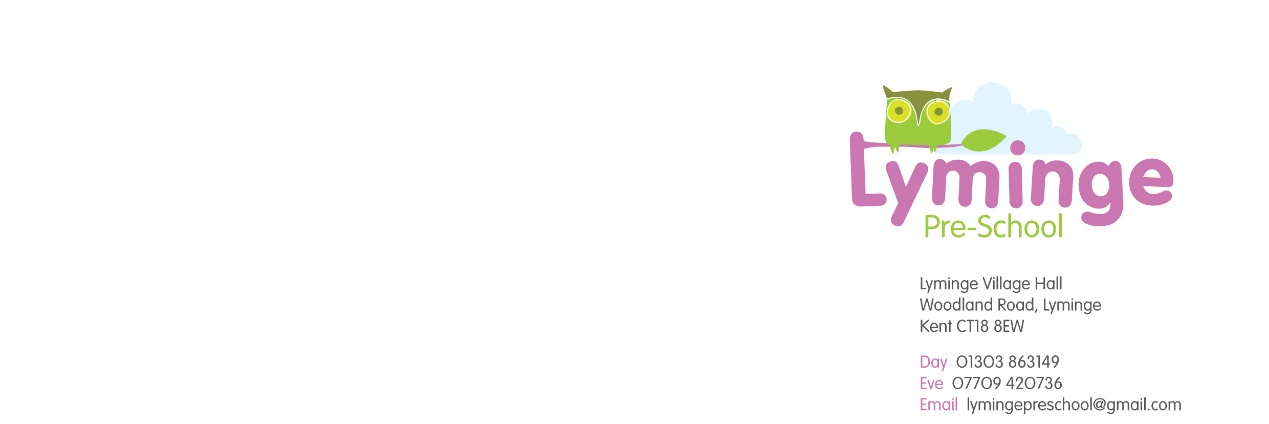 Lyminge
Pre-School
Lyminge Village Hall
Woodland Road, Lyminge
Kent CT18 8EW
Day 01303 863149
Eve 07709 420736
Email lymingepreschool@gmail.com